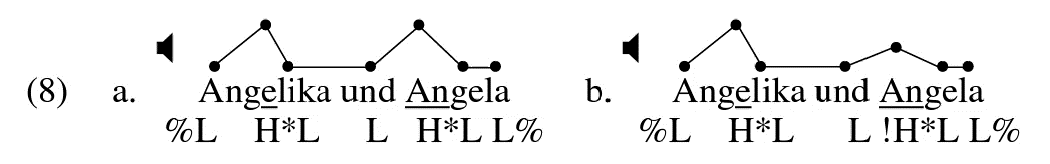 (8) a. Angelika und Angela b. Angelika und Angela
%L H*L L H*L L% %L H*L L !H*L L%